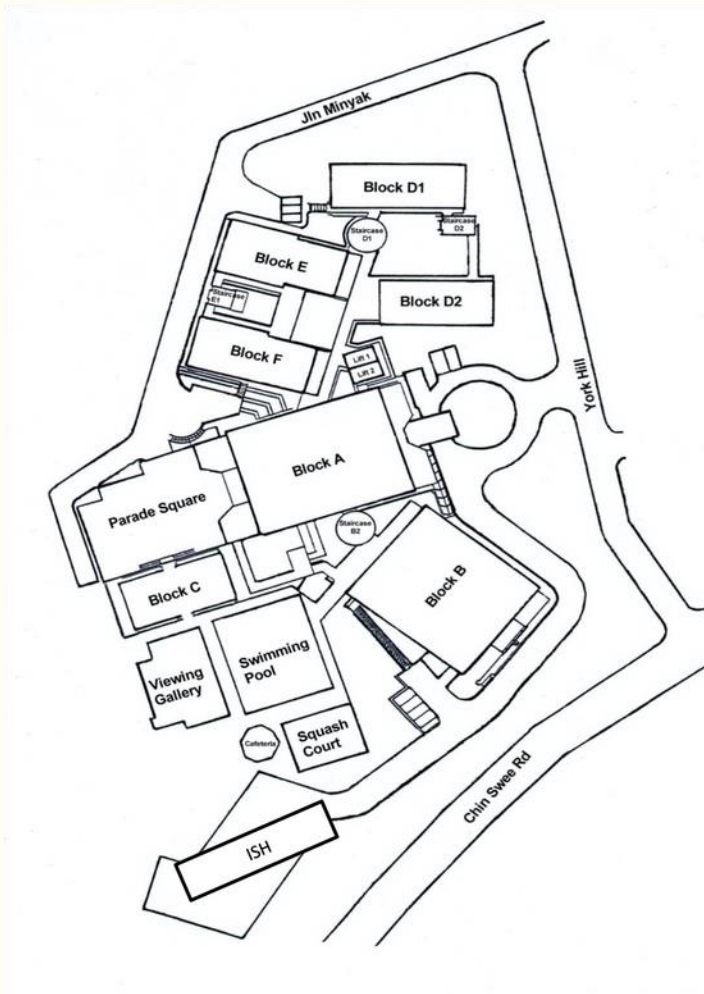 Jln Minyak
Block D1
Staircase
D1
Staircase
D2
Block E
Staircase
E1
Block D2
Block F
Lift 1
Lift 2
York Hill
Block A
Parade Square
Staircase
B2
Block B
Block C
Swimming
Pool
Viewing
Gallery
Squash
Court
Cafeteria
Chin Swee Rd
ISH